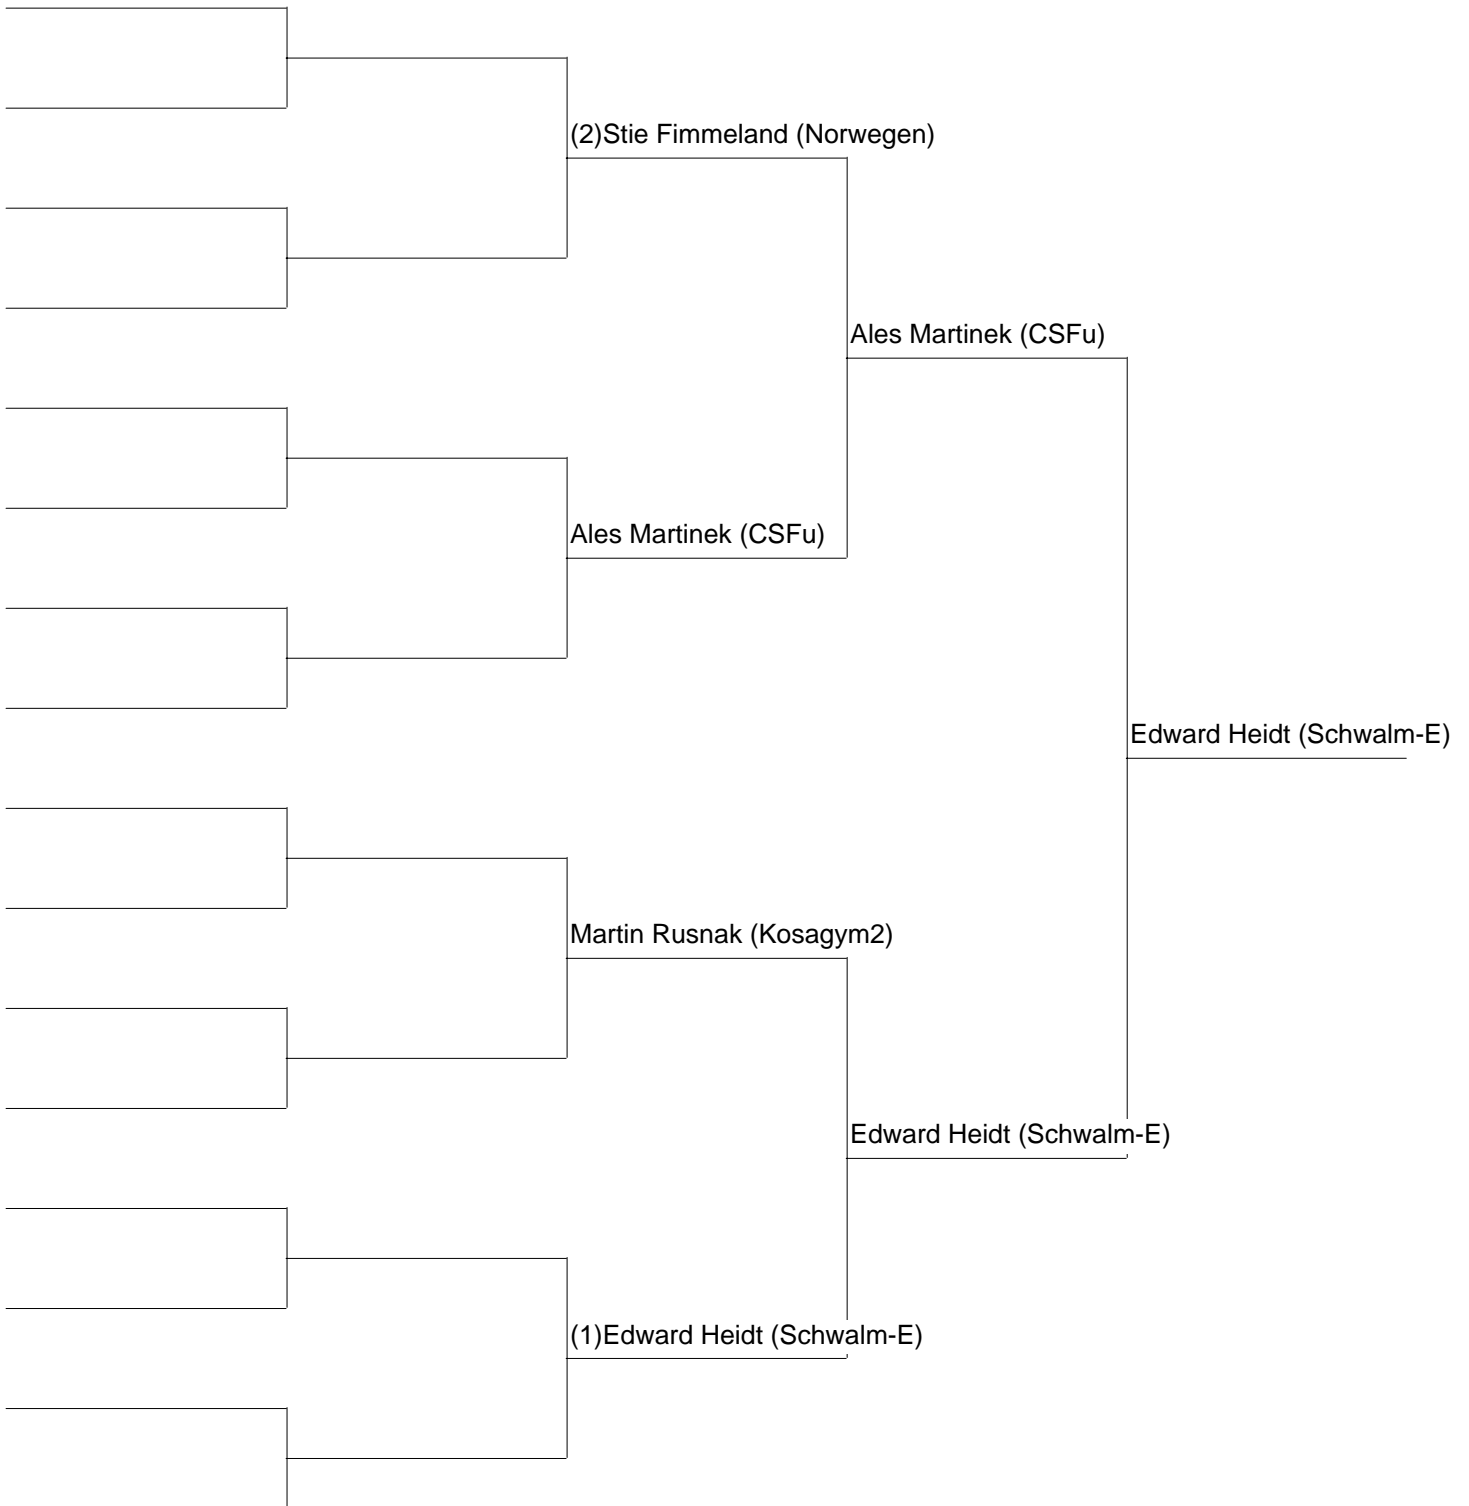 (2)Stie Fimmeland (Norwegen)
Ales Martinek (CSFu)
Ales Martinek (CSFu)
Edward Heidt (Schwalm-E)
Martin Rusnak (Kosagym2)
Edward Heidt (Schwalm-E)
(1)Edward Heidt (Schwalm-E)